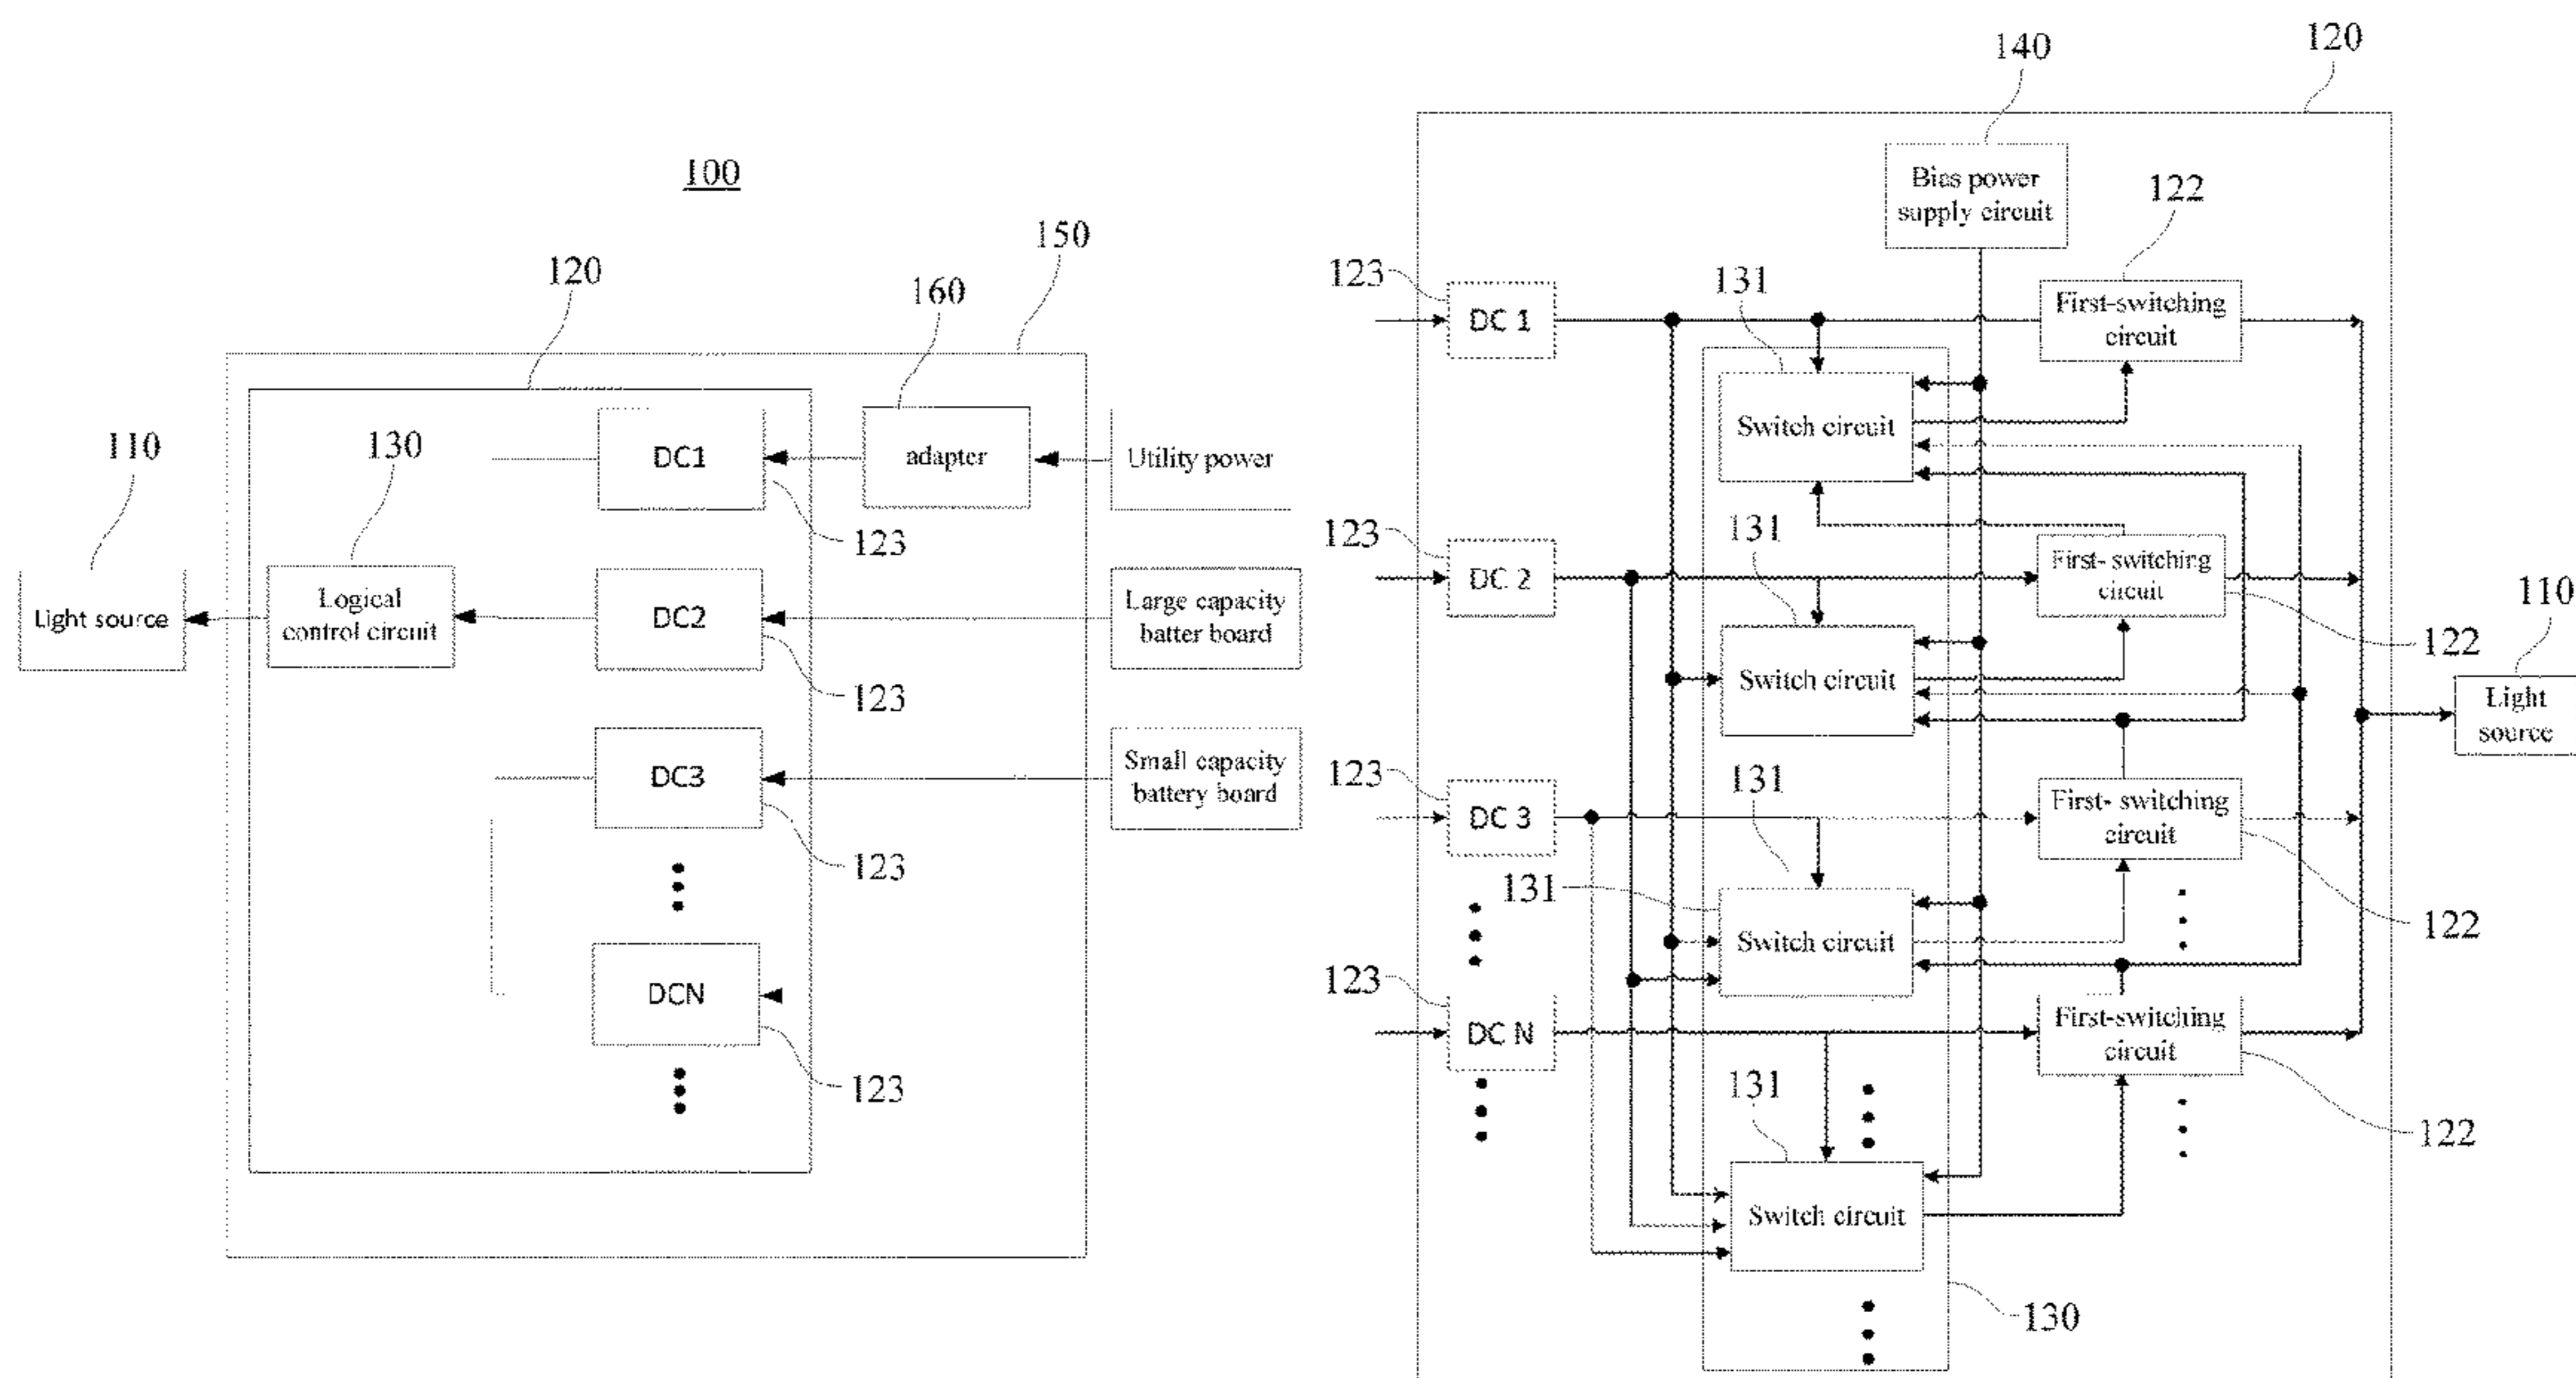 100
150
120
160
110
130
DC1
adapter
Utility power
123
Light source
Logical
control circuit
DC2
Large capacity
batter board
123
DC3
Small capacity
battery board
123
DCN
123
140
120
Bias power
supply circuit
122
123
DC 1
131
First-switching
circuit
Switch circuit
123
DC 2
131
First- switching
circuit
122
110
Switch circuit
Light
source
123
DC 3
131
First- switching
circuit
122
131
Switch circuit
123
DC N
First-switching
circuit
122
131
Switch circuit
130